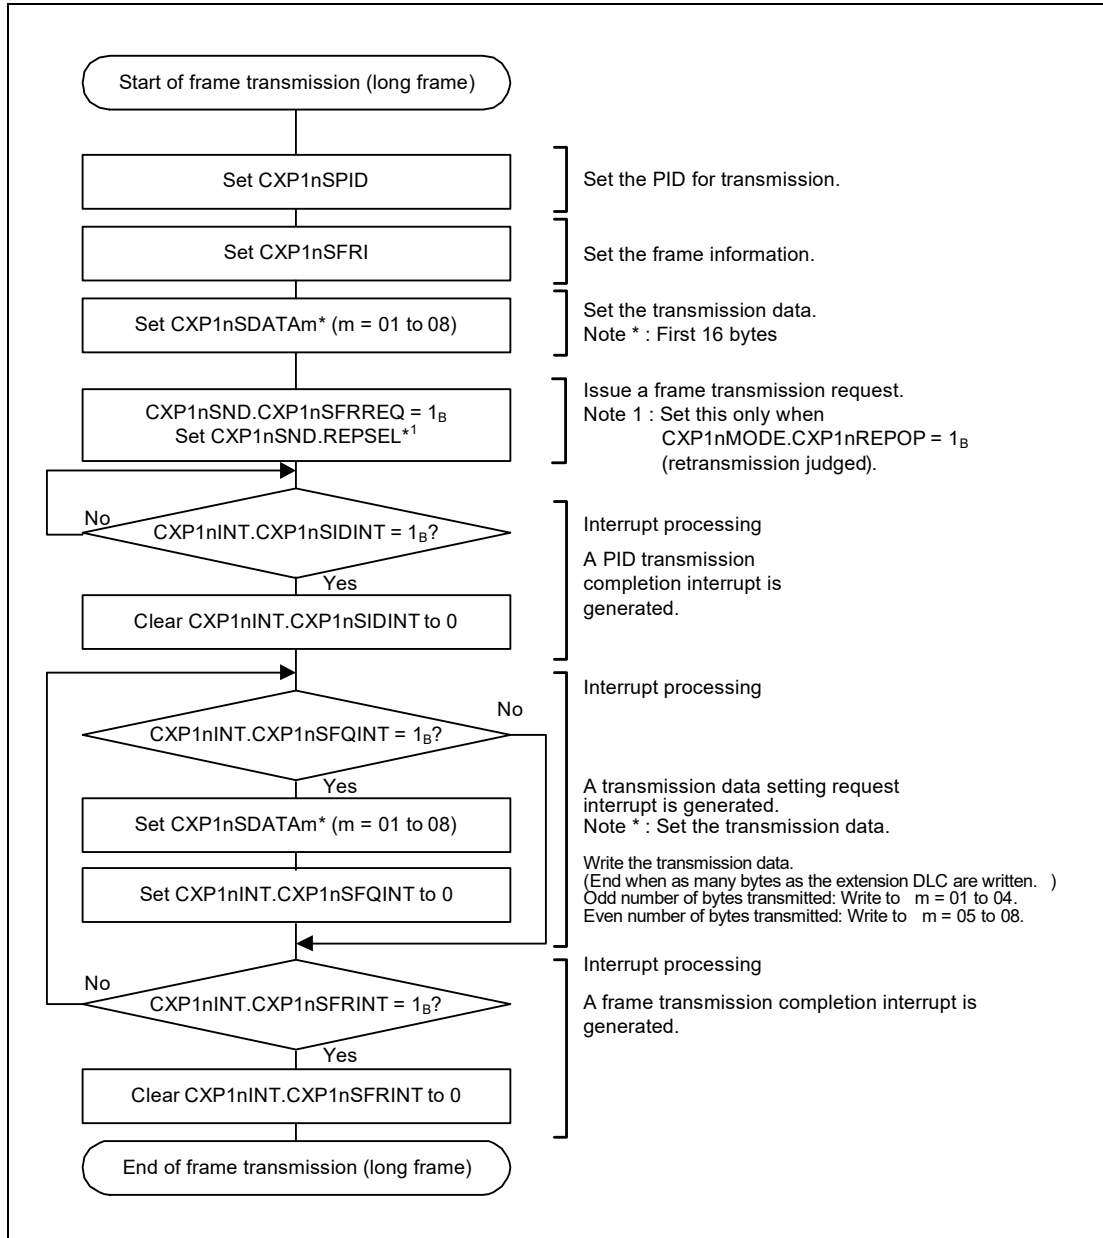 Start of frame transmission (long frame)
Set CXP1nSPID
Set the PID for transmission.
Set CXP1nSFRI
Set the frame information.
Set CXP1nSDATAm* (m = 01 to 08)
Set the transmission data.
Note * : First 16 bytes
CXP1nSND.CXP1nSFRREQ = 1B
Set CXP1nSND.REPSEL*1
Issue a frame transmission request.
Note 1 : Set this only when
CXP1nMODE.CXP1nREPOP = 1B
(retransmission judged).
No
CXP1nINT.CXP1nSIDINT = 1B?
Yes
Clear CXP1nINT.CXP1nSIDINT to 0
Interrupt processing
A PID transmission
completion interrupt is
generated.
Interrupt processing
No
CXP1nINT.CXP1nSFQINT = 1B?
Yes
Set CXP1nSDATAm* (m = 01 to 08)
Set CXP1nINT.CXP1nSFQINT to 0
A transmission data setting request
interrupt is generated.
Note * : Set the transmission data.
Write the transmission data.
(End when as many bytes as the extension DLC are written. )
Odd number of bytes transmitted: Write to m = 01 to 04.
Even number of bytes transmitted: Write to m = 05 to 08.
No
CXP1nINT.CXP1nSFRINT = 1B?
Yes
Clear CXP1nINT.CXP1nSFRINT to 0
Interrupt processing
A frame transmission completion interrupt is
generated.
End of frame transmission (long frame)